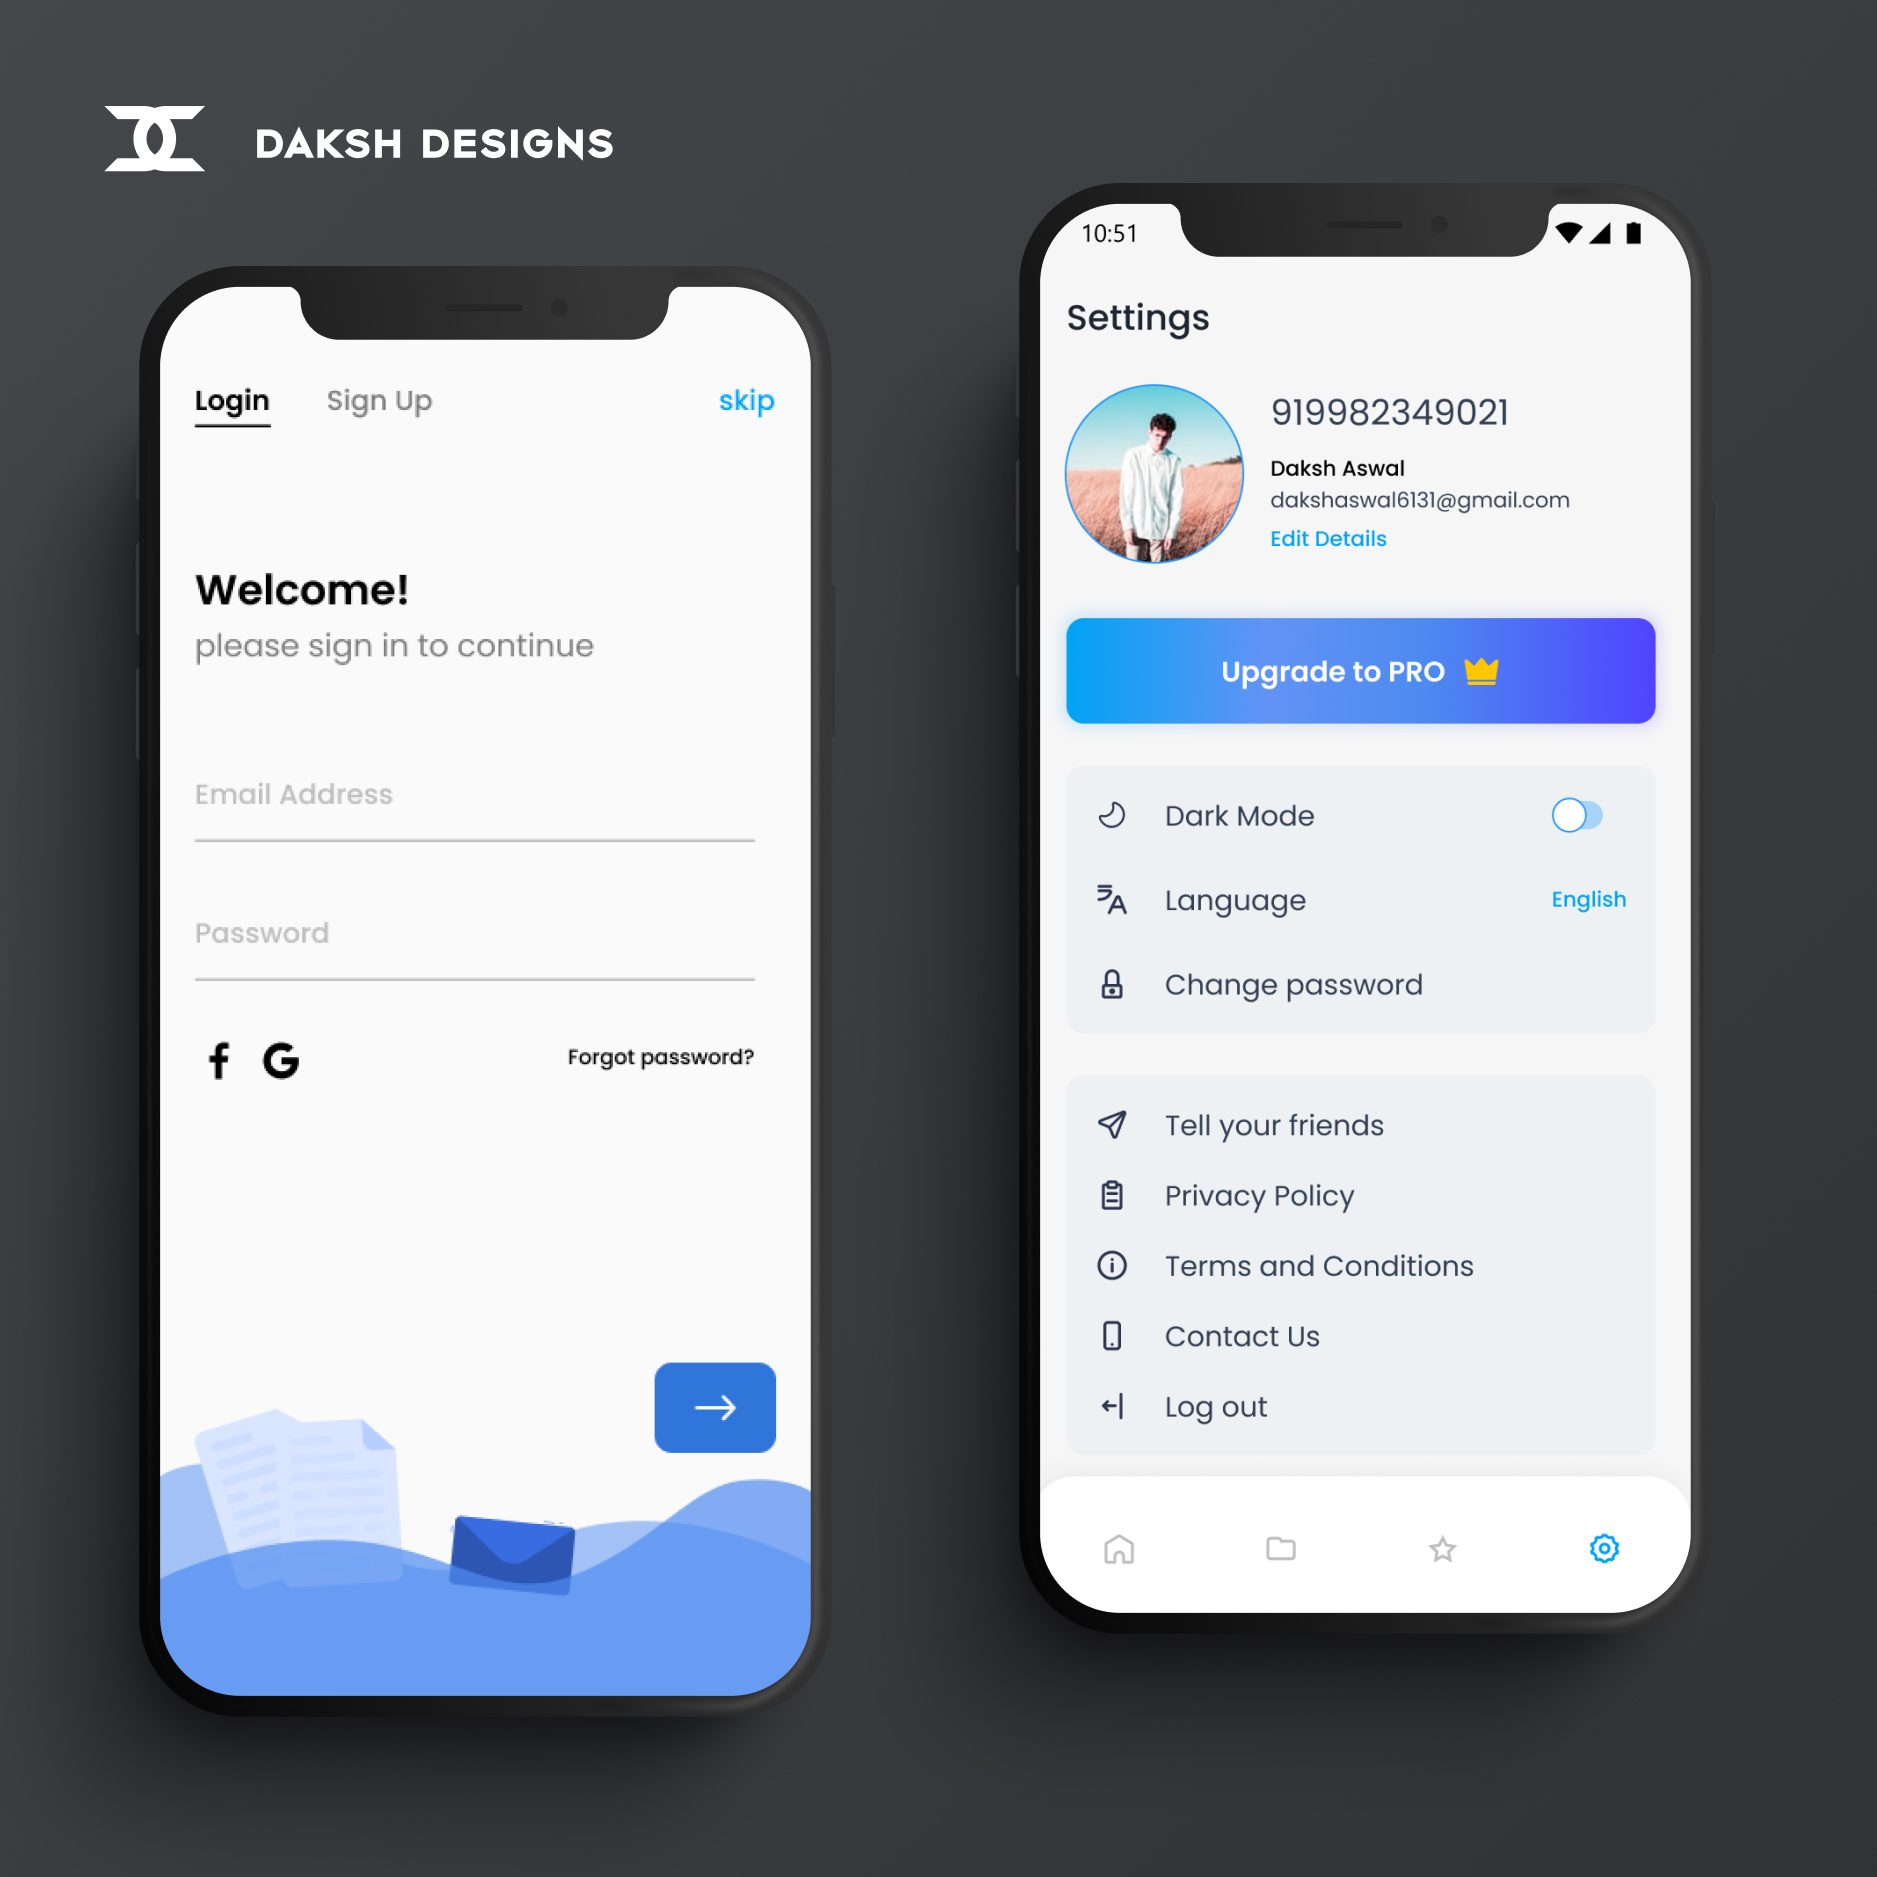 DAKSH DESIGNS
Login Sign Up skip
Welcome!
please sign in to continue
Email Address
Password
Forgot password?
10:51
Settings
919982349021
Daksh Aswal
dakshaswal6131@gmail.com
Edit Details
Upgrade to PRO
Dark Mode
Language English
Change password
Tell your friends
Privacy Policy
Terms and Conditions
Contact Us
Log out